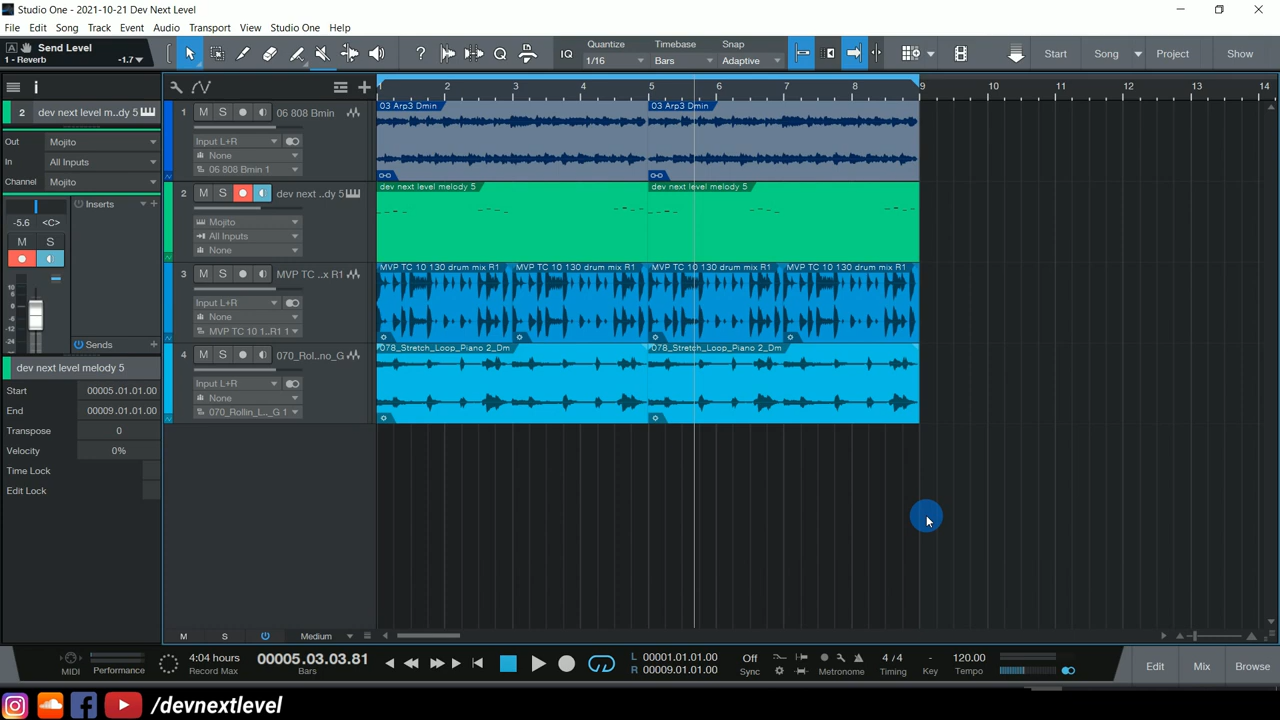 Studio One - 2021-10-21 Dev Next Level
File Edit Song Track Event View Audio Transport Studio One Help
Send Level
1 - Reverb -1.7
? IQ Quantize 1/16 Timebase Bars Snap Adaptive Start Song Project Show
1 2 3 4 5 6 7 8 9 10 11 12 13 14
2 dev next level m..dy 5
Out Mojito
In All Inputs
Channel Mojito
Inserts
-5.6 <C>
M S
10
6
0
-6
-12
-24
Sends
dev next level melody 5
Start 00005.01.01.00
End 00009.01.01.00
Transpose 0
Velocity 0%
Time Lock
Edit Lock
1 M S 06 808 Bmin
Input L+R
None
06 808 Bmin 1
2 M S dev next ..dy 5
Mojito
All Inputs
None
3 M S MVP TC ..x R1
Input L+R
None
MVP TC 10 1..R1 1
4 M S 070_Rol..no_G
Input L+R
None
070_Rollin_L..._G 1
03 Arp3 Dmin 03 Arp3 Dmin
dev next level melody 5 dev next level melody 5
MVP TC 10 130 drum mix R1 MVP TC 10 130 drum mix R1 MVP TC 10 130 drum mix R1 MVP TC 10 130 drum mix R1
078_Stretch_Loop_Piano 2_Dm 078_Stretch_Loop_Piano 2_Dm
M S Medium
MIDI Performance 4:04 hours Record Max 00005.03.03.81 Bars L 00001.01.01.00 R 00009.01.01.00 Off Sync Metronome 4 / 4 Timing - Key 120.00 Tempo Edit Mix Browse
/devnextlevel